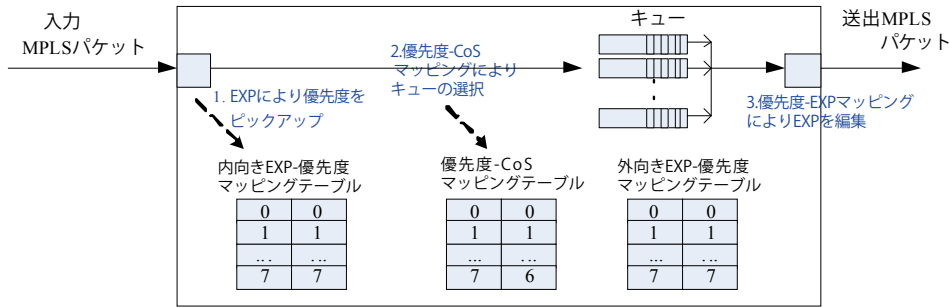 入力
MPLSパケット
1. EXPにより優先度を
ピックアップ
2.優先度-CoS
マッピングにより
キューの選択
キュー
送出MPLS
パケット
3.優先度-EXPマッピング
によりEXPを編集
内向きEXP-優先度
マッピングテーブル
0 0
1 1
... ...
7 7
優先度-CoS
マッピングテーブル
0 0
1 1
... ...
7 6
外向きEXP-優先度
マッピングテーブル
0 0
1 1
... ...
7 7